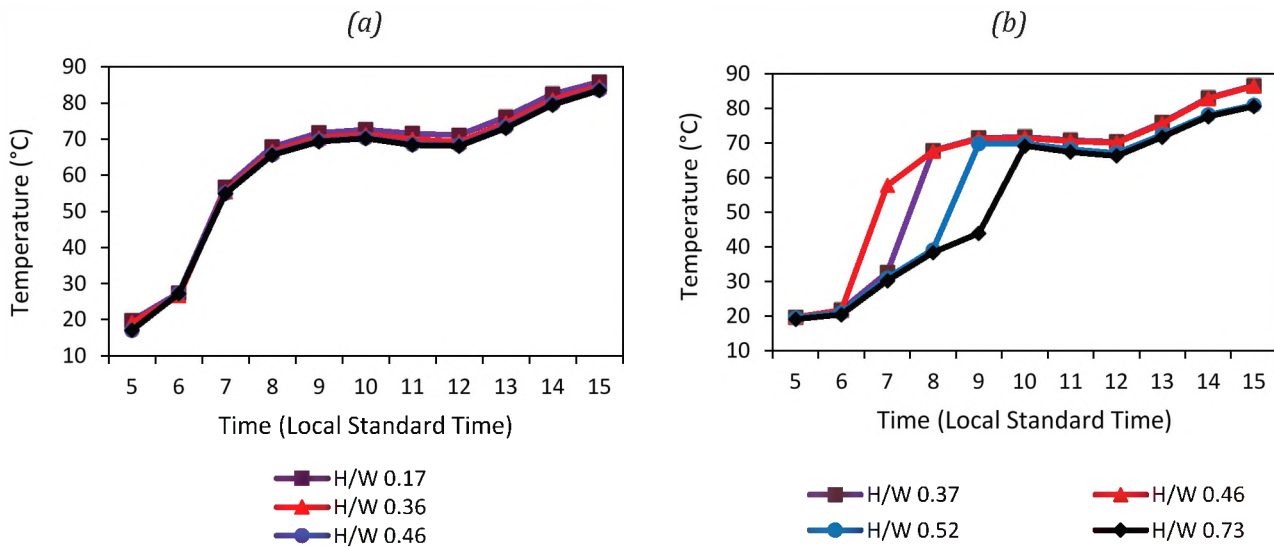 (a)
90
80
70
60
50
40
30
20
10
Temperature (°C)
5 6 7 8 9 10 11 12 13 14 15
Time (Local Standard Time)
H/W 0.17
H/W 0.36
H/W 0.46
(b)
90
80
70
60
50
40
30
20
10
Temperature (°C)
5 6 7 8 9 10 11 12 13 14 15
Time (Local Standard Time)
H/W 0.37 H/W 0.46
H/W 0.52 H/W 0.73